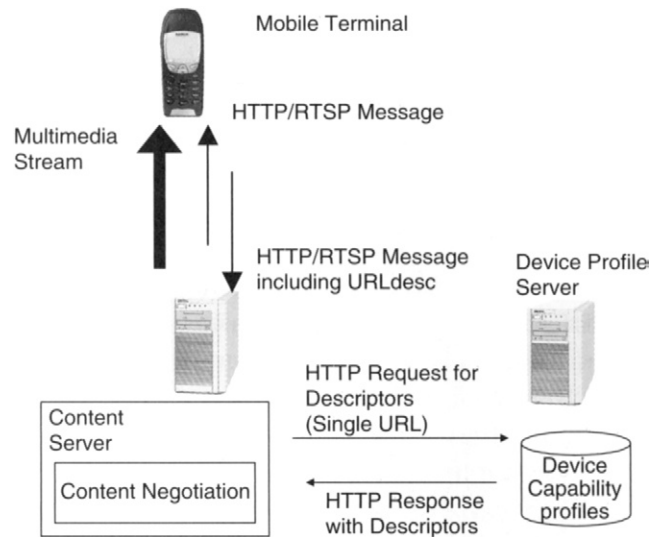 Mobile Terminal
HTTP/RTSP Message
Multimedia
Stream
HTTP/RTSP Message
including URLdesc
Device Profile
Server
HTTP Request for
Descriptors
(Single URL)
Content
Server
Content Negotiation
Device
Capability
profiles
HTTP Response
with Descriptors